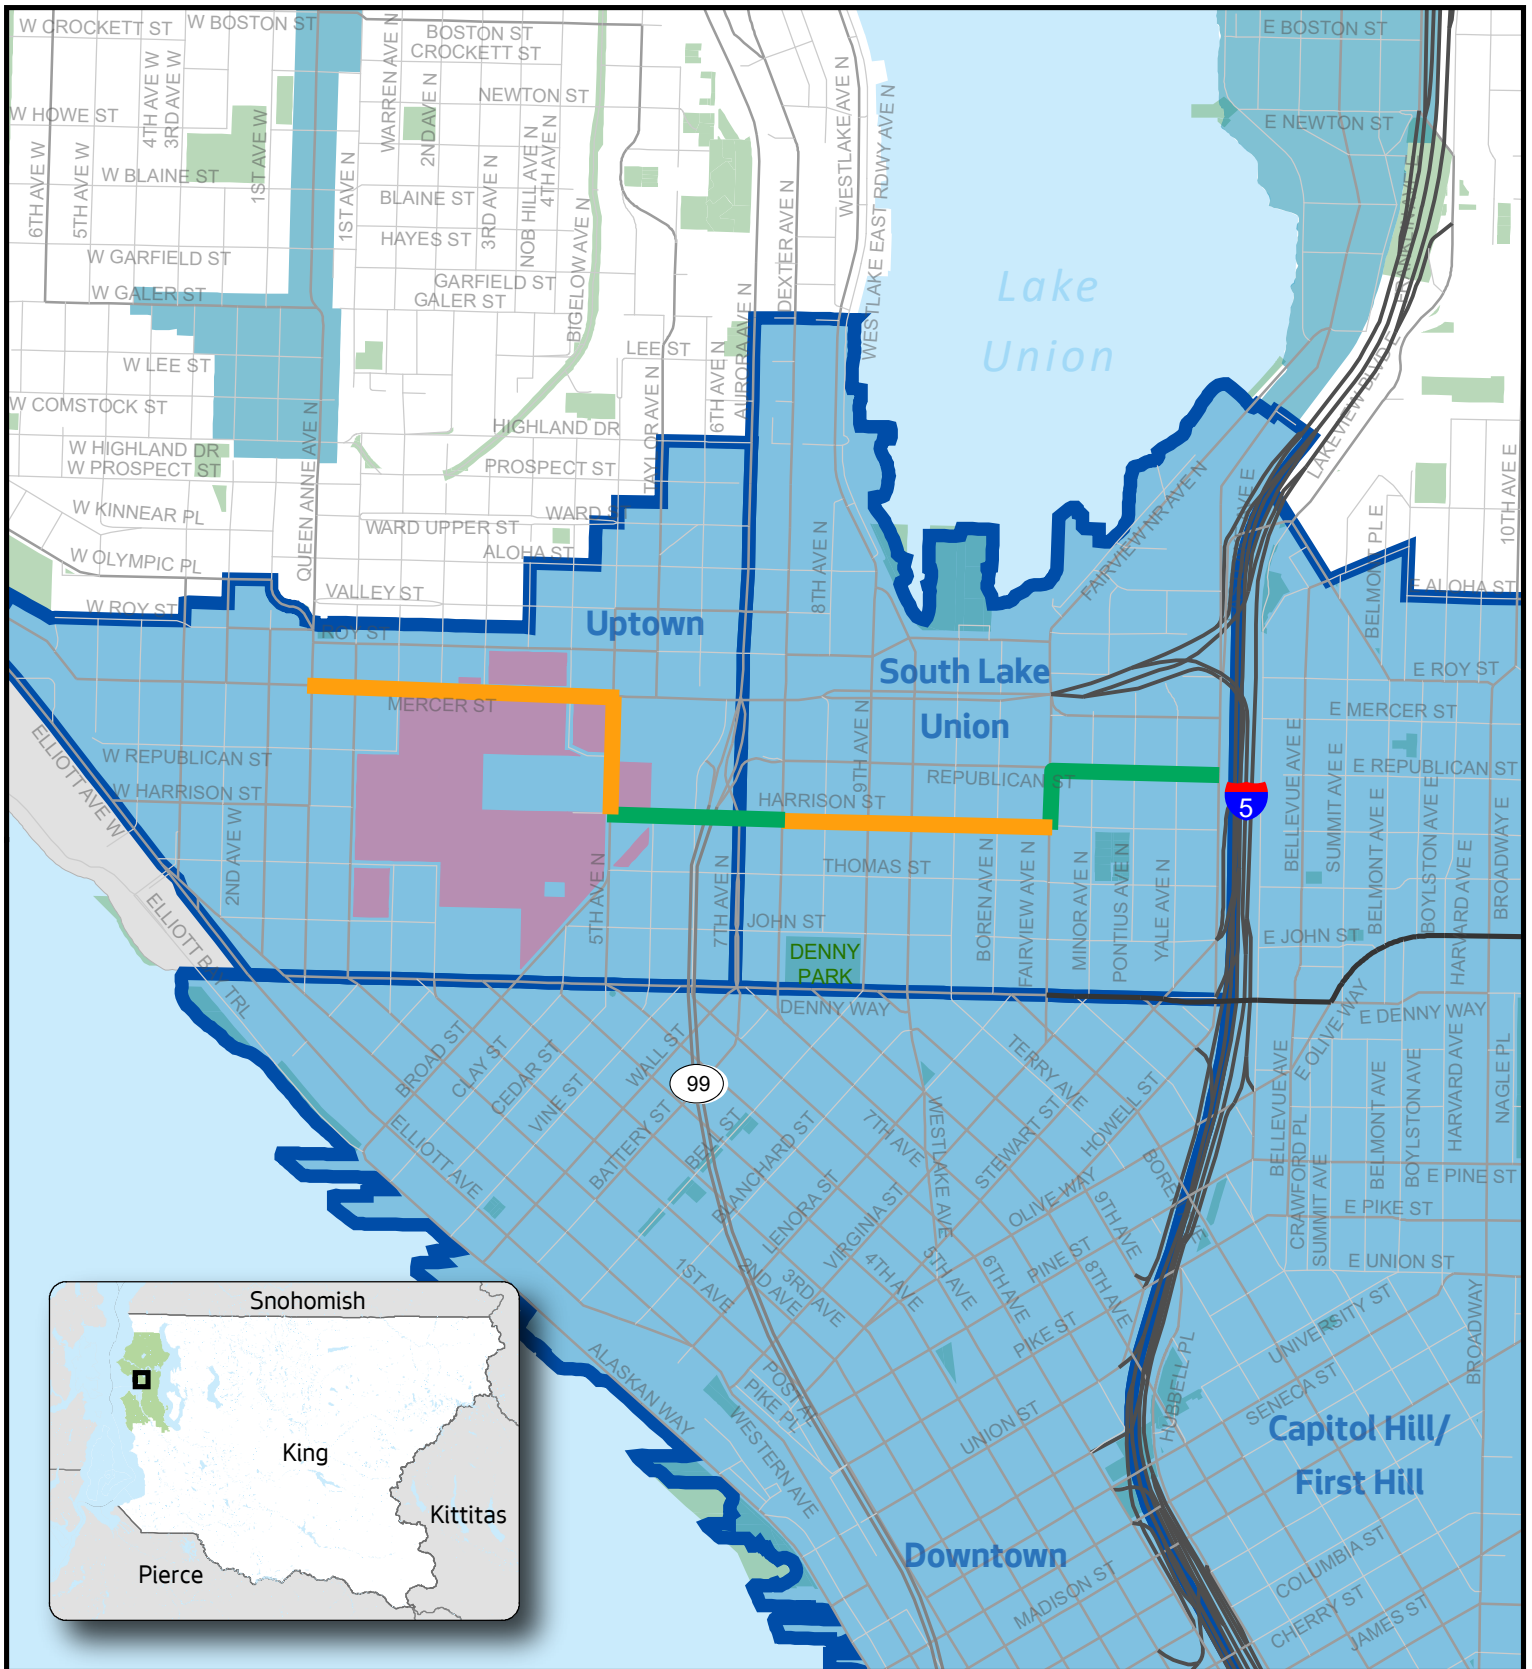 W CROCKETT ST
W BOSTON ST
WARREN AVE N
BOSTON ST
CROCKETT ST
E BOSTON ST
4TH AVE W
3RD AVE W
2ND AVE N
NEWTON ST
WESTLAKE AVE N
WESTLAKE EAST RDWY AVE N
W HOWE ST
1ST AVE W
NOB HILL AVE N
4TH AVE N
E NEWTON ST
6TH AVE W
5TH AVE W
W BLAINE ST
1ST AVE N
BLAINE ST
3RD AVE N
BIGELOW AVE N
DEXTER AVE N
FRANKLIN AVE E
HAYES ST
W GARFIELD ST
GARFIELD ST
W GALER ST
GALER ST
AURORA AVE N
Lake
Union
LEE ST
6TH AVE N
W LEE ST
TAYLOR AVE N
LAKEVIEW BLVD E
W COMSTOCK ST
QUEEN ANNE AVE N
HIGHLAND DR
W HIGHLAND DR
W PROSPECT ST
PROSPECT ST
10TH AVE E
W KINNEAR PL
WARD ST
WARD UPPER ST
8TH AVE N
FAIRVIEW NR AVE N
AVE E
BELMONT PL E
W OLYMPIC PL
ALOHA ST
VALLEY ST
E ALOHA ST
W ROY ST
ROY ST
Uptown
South Lake
Union
E ROY ST
MERCER ST
E MERCER ST
ELLIOTT AVE W
W REPUBLICAN ST
9TH AVE N
REPUBLICAN ST
BELLEVUE AVE E
SUMMIT AVE E
E REPUBLICAN ST
W HARRISON ST
HARRISON ST
5
2ND AVE W
THOMAS ST
BOREN AVE N
FAIRVIEW AVE N
MINOR AVE N
PONTIUS AVE N
YALE AVE N
BELMONT AVE E
BOYLSTON AVE E
HARVARD AVE E
BROADWAY E
5TH AVE N
7TH AVE N
JOHN ST
E JOHN ST
DENNY
PARK
ELLIOTT BAY TRL
DENNY WAY
E DENNY WAY
E OLIVE WAY
BROAD ST
CLAY ST
CEDAR ST
VINE ST
WALL ST
99
TERRY AVE
HOWELL ST
BELLEVUE AVE
BELMONT AVE
BOYLSTON AVE
HARVARD AVE
NAGLE PL
ELLIOTT AVE
BATTERY ST
BELL ST
BLANCHARD ST
7TH AVE
WESTLAKE AVE
STEWART ST
OLIVE WAY
BOREN AVE
CRAWFORD PL
SUMMIT AVE
E PINE ST
LENORA ST
VIRGINIA ST
9TH AVE
E PIKE ST
1ST AVE
2ND AVE
3RD AVE
4TH AVE
5TH AVE
6TH AVE
PINE ST
8TH AVE
E UNION ST
UNIVERSITY ST
BROADWAY
PIKE ST
HUBBELL PL
ALASKAN WAY
POST AL
PIKE PL
WESTERN AVE
UNION ST
SENECA ST
Capitol Hill/
First Hill
Downtown
MADISON ST
COLUMBIA ST
CHERRY ST
JAMES ST
Snohomish
King
Kittitas
Pierce